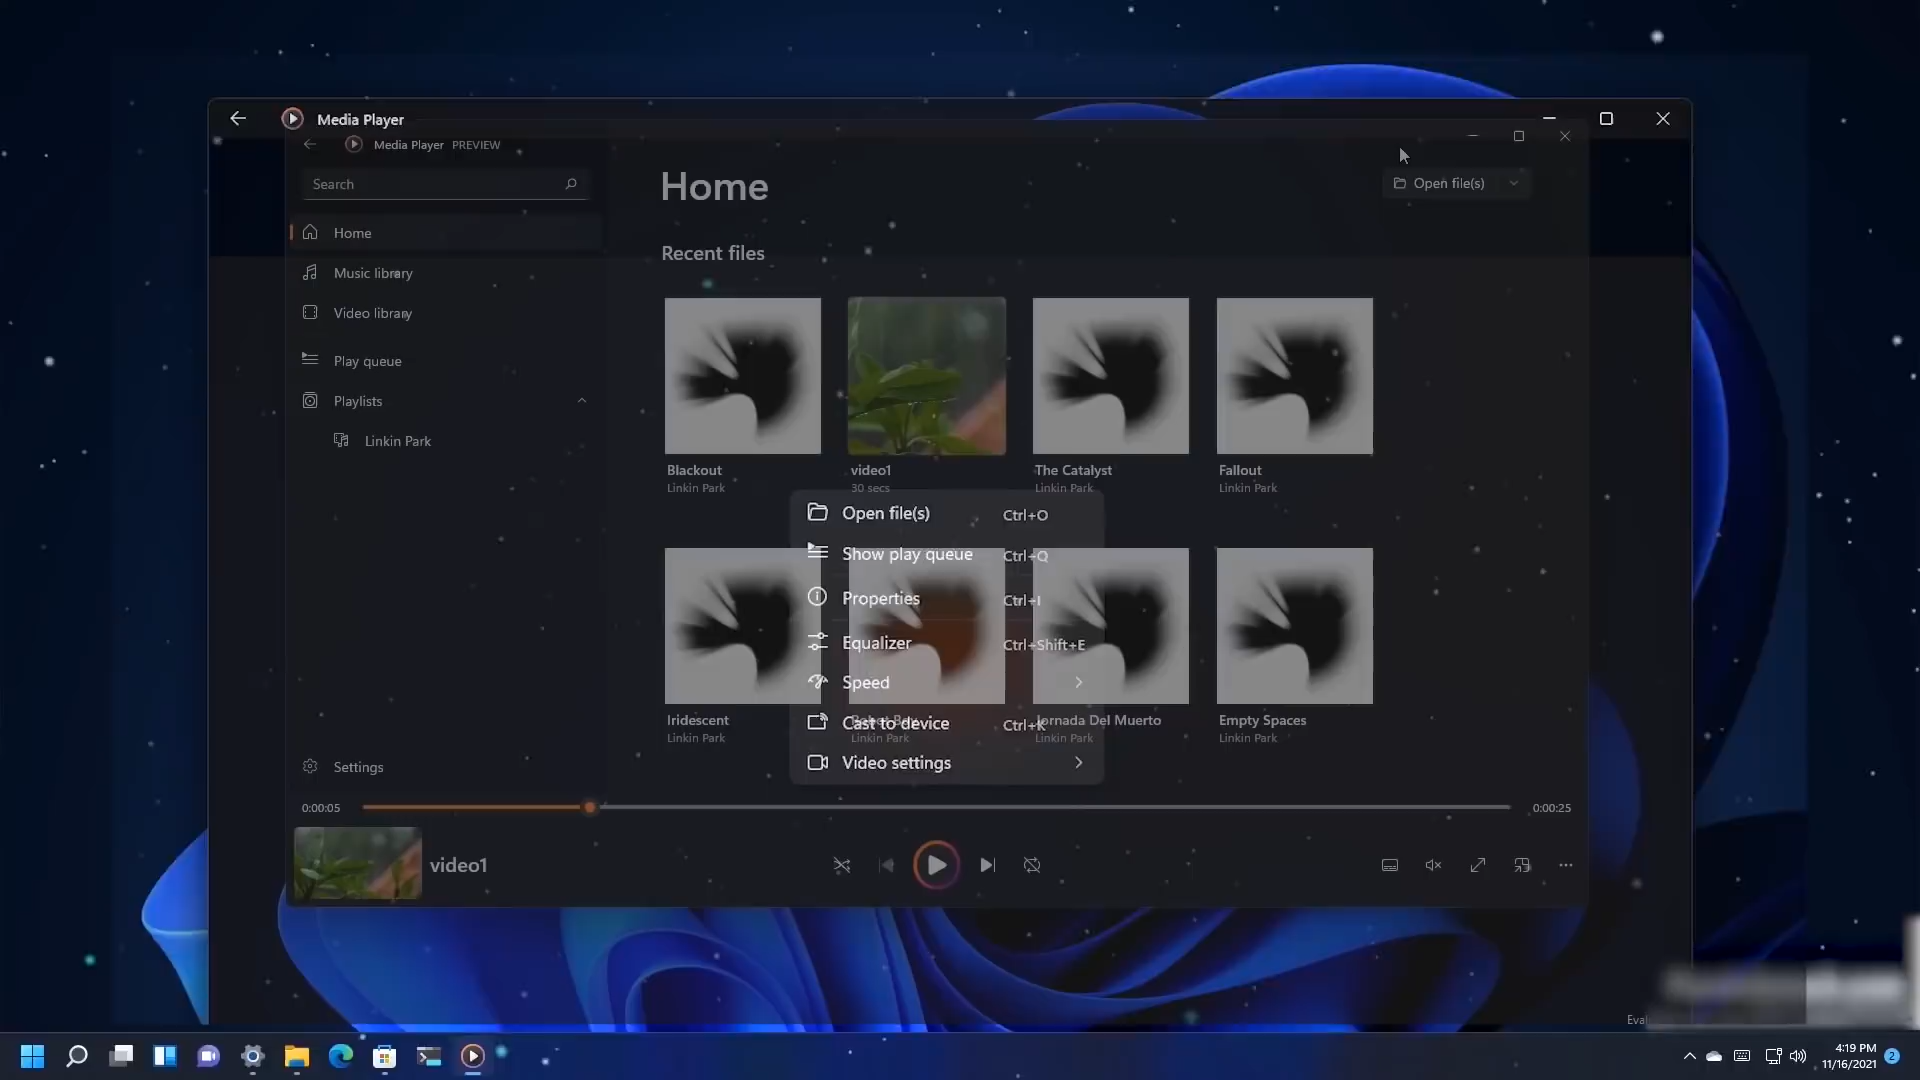 Media Player
Media Player PREVIEW
Search
Home
Open file(s)
Home
Recent files
Music library
Video library
Play queue
Playlists
Linkin Park
Blackout
Linkin Park
video1
30 secs
The Catalyst
Linkin Park
Fallout
Linkin Park
Open file(s) Ctrl+O
Show play queue Ctrl+Q
Properties Ctrl+I
Equalizer Ctrl+Shift+E
Speed
Cast to device Ctrl+K
Video settings
Iridescent
Linkin Park
Linkin Park
Jornada Del Muerto
Linkin Park
Empty Spaces
Linkin Park
Settings
0:00:05
0:00:25
video1
4:19 PM
11/16/2021
2